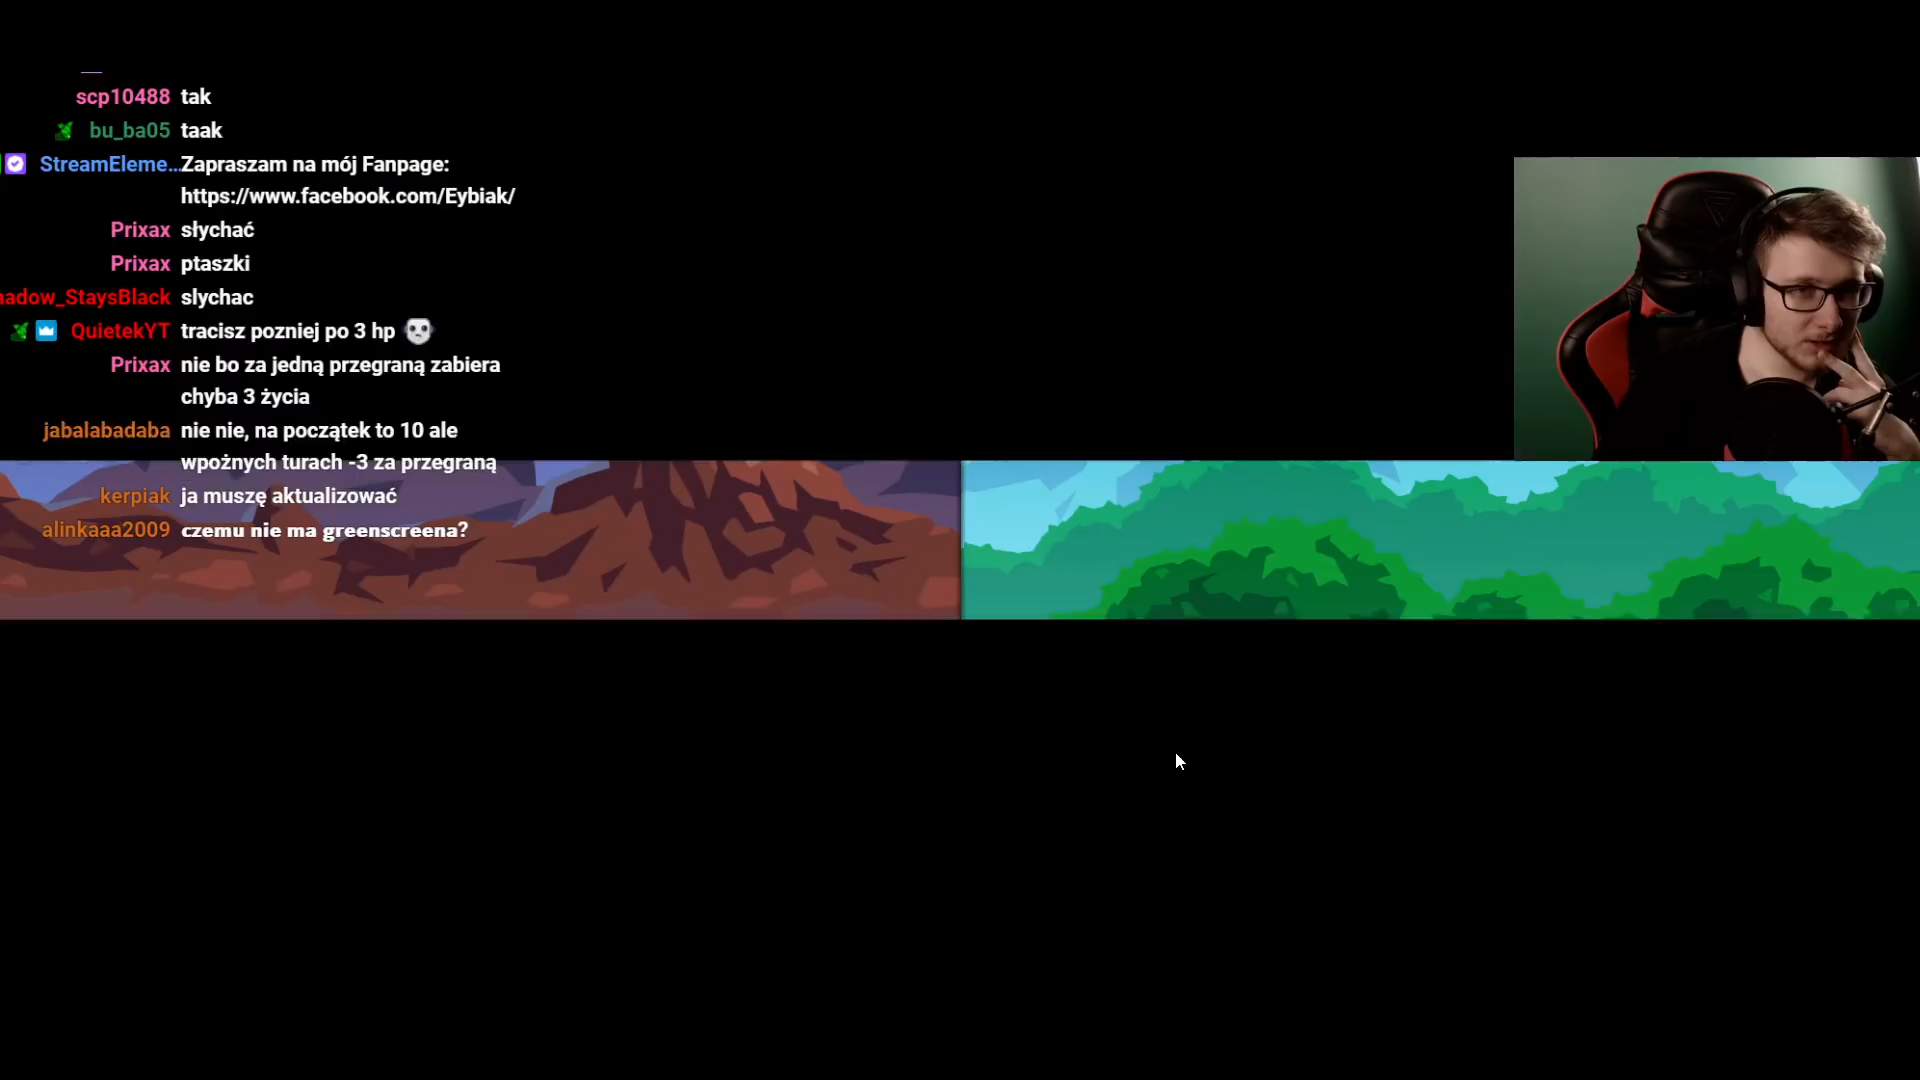 scp10488 tak
bu_ba05 taak
StreamEleme... Zapraszam na mój Fanpage:
https://www.facebook.com/Eybiak/
Prixax słychać
Prixax ptaszki
hadow_StaysBlack slychac
QuietekYT tracisz pozniej po 3 hp
Prixax nie bo za jedną przegraną zabiera
chyba 3 życia
jabalabadaba nie nie, na początek to 10 ale
wpożnych turach -3 za przegraną
kerpiak ja muszę aktualizować
alinkaaa2009 czemu nie ma greenscreena?